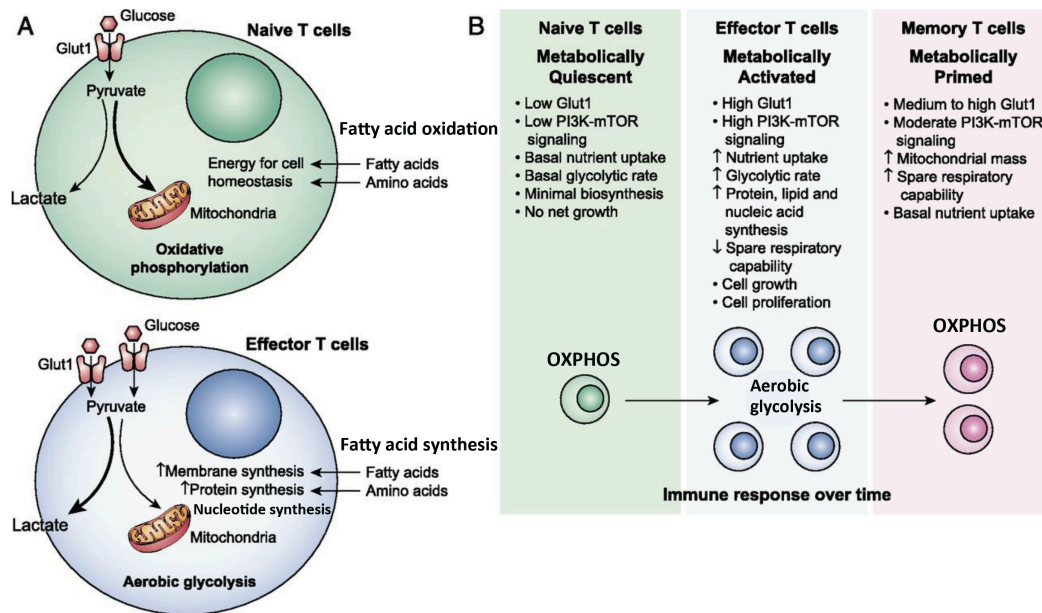 A
Glucose
Naive T cells
Glut1
Pyruvate
Fatty acid oxidation
Energy for cell
homeostasis
Fatty acids
Amino acids
Lactate
Mitochondria
Oxidative
phosphorylation
Glucose
Effector T cells
Glut1
Pyruvate
Fatty acid synthesis
↑Membrane synthesis
Fatty acids
↑Protein synthesis
Amino acids
Nucleotide synthesis
Lactate
Mitochondria
Aerobic glycolysis
B
Naive T cells
Metabolically
Quiescent
• Low Glut1
• Low PI3K-mTOR
signaling
• Basal nutrient uptake
• Basal glycolytic rate
• Minimal biosynthesis
• No net growth
OXPHOS
Effector T cells
Metabolically
Activated
• High Glut1
• High PI3K-mTOR
signaling
↑ Nutrient uptake
↑ Glycolytic rate
↑ Protein, lipid and
nucleic acid
synthesis
↓ Spare respiratory
capability
• Cell growth
• Cell proliferation
Aerobic
glycolysis
Memory T cells
Metabolically
Primed
• Medium to high Glut1
• Moderate PI3K-mTOR
signaling
↑ Mitochondrial mass
↑ Spare respiratory
capability
• Basal nutrient uptake
OXPHOS
Immune response over time